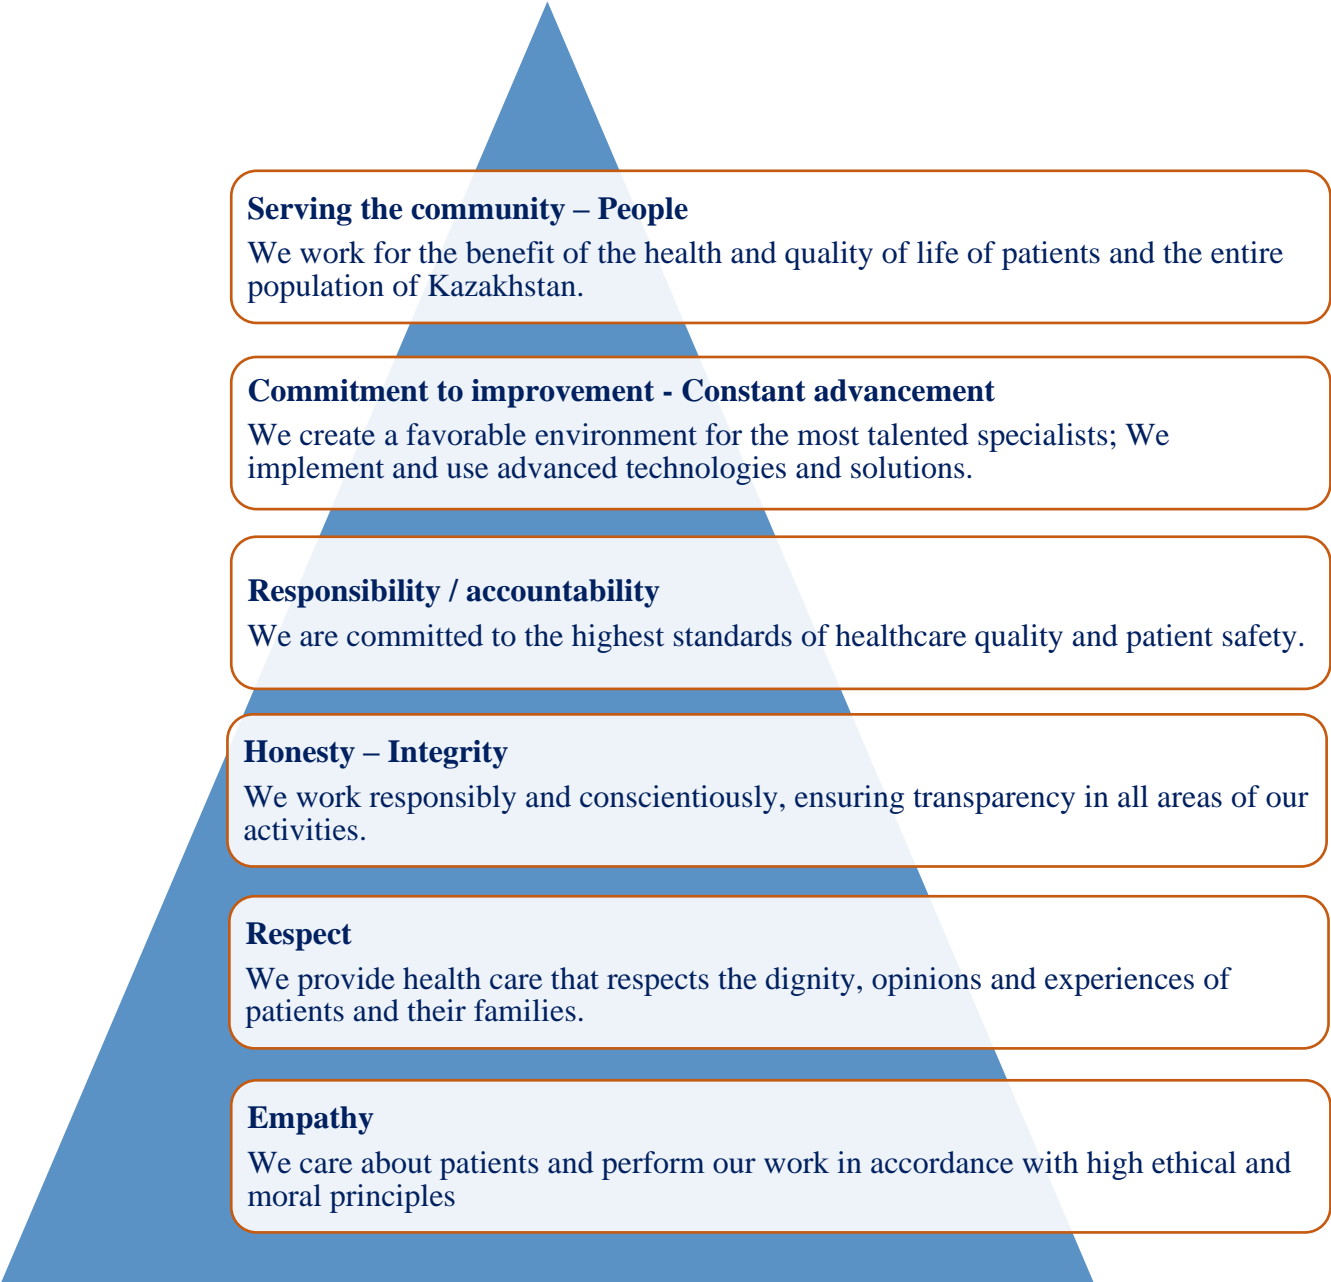 Serving the community – People
We work for the benefit of the health and quality of life of patients and the entire
population of Kazakhstan.
Commitment to improvement - Constant advancement
We create a favorable environment for the most talented specialists; We
implement and use advanced technologies and solutions.
Responsibility / accountability
We are committed to the highest standards of healthcare quality and patient safety.
Honesty – Integrity
We work responsibly and conscientiously, ensuring transparency in all areas of our
activities.
Respect
We provide health care that respects the dignity, opinions and experiences of
patients and their families.
Empathy
We care about patients and perform our work in accordance with high ethical and
moral principles